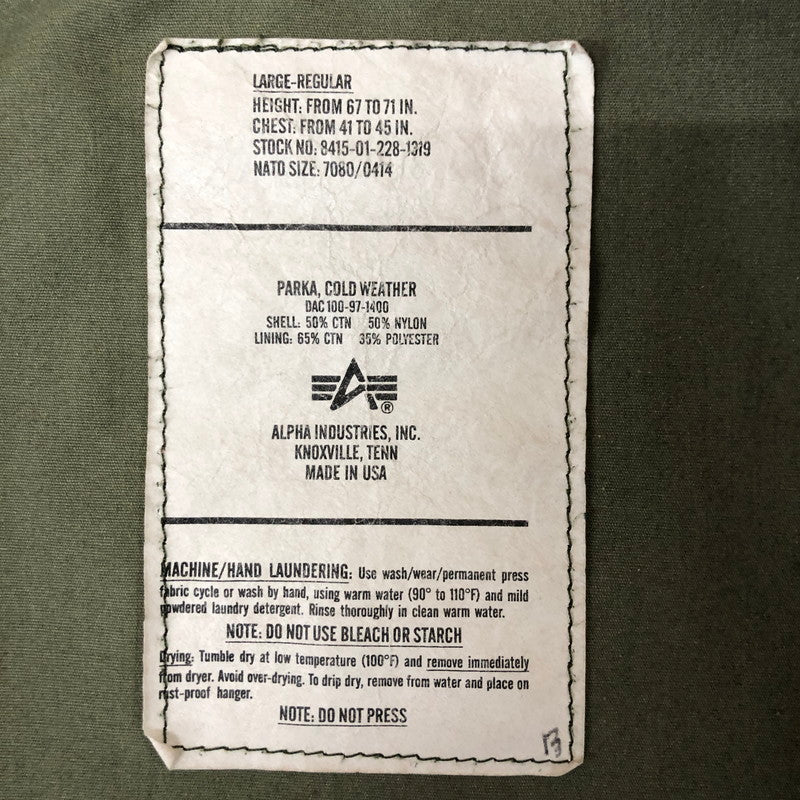 LARGE-REGULAR
HEIGHT: FROM 67 TO 71 IN.
CHEST: FROM 41 TO 45 IN.
STOCK NO: 8415-01-228-1319
NATO SIZE: 7080/0414
PARKA, COLD WEATHER
DAC 100-97-1400
SHELL: 50% CTN 50% NYLON
LINING: 65% CTN 35% POLYESTER
®
ALPHA INDUSTRIES, INC.
KNOXVILLE, TENN
MADE IN USA
MACHINE/HAND LAUNDERING: Use wash/wear/permanent press
fabric cycle or wash by hand, using warm water (90° to 110°F) and mild
powdered laundry detergent. Rinse thoroughly in clean warm water.
NOTE: DO NOT USE BLEACH OR STARCH
Drying: Tumble dry at low temperature (100°F) and remove immediately
from dryer. Avoid over-drying. To drip dry, remove from water and place on
rust-proof hanger.
NOTE: DO NOT PRESS